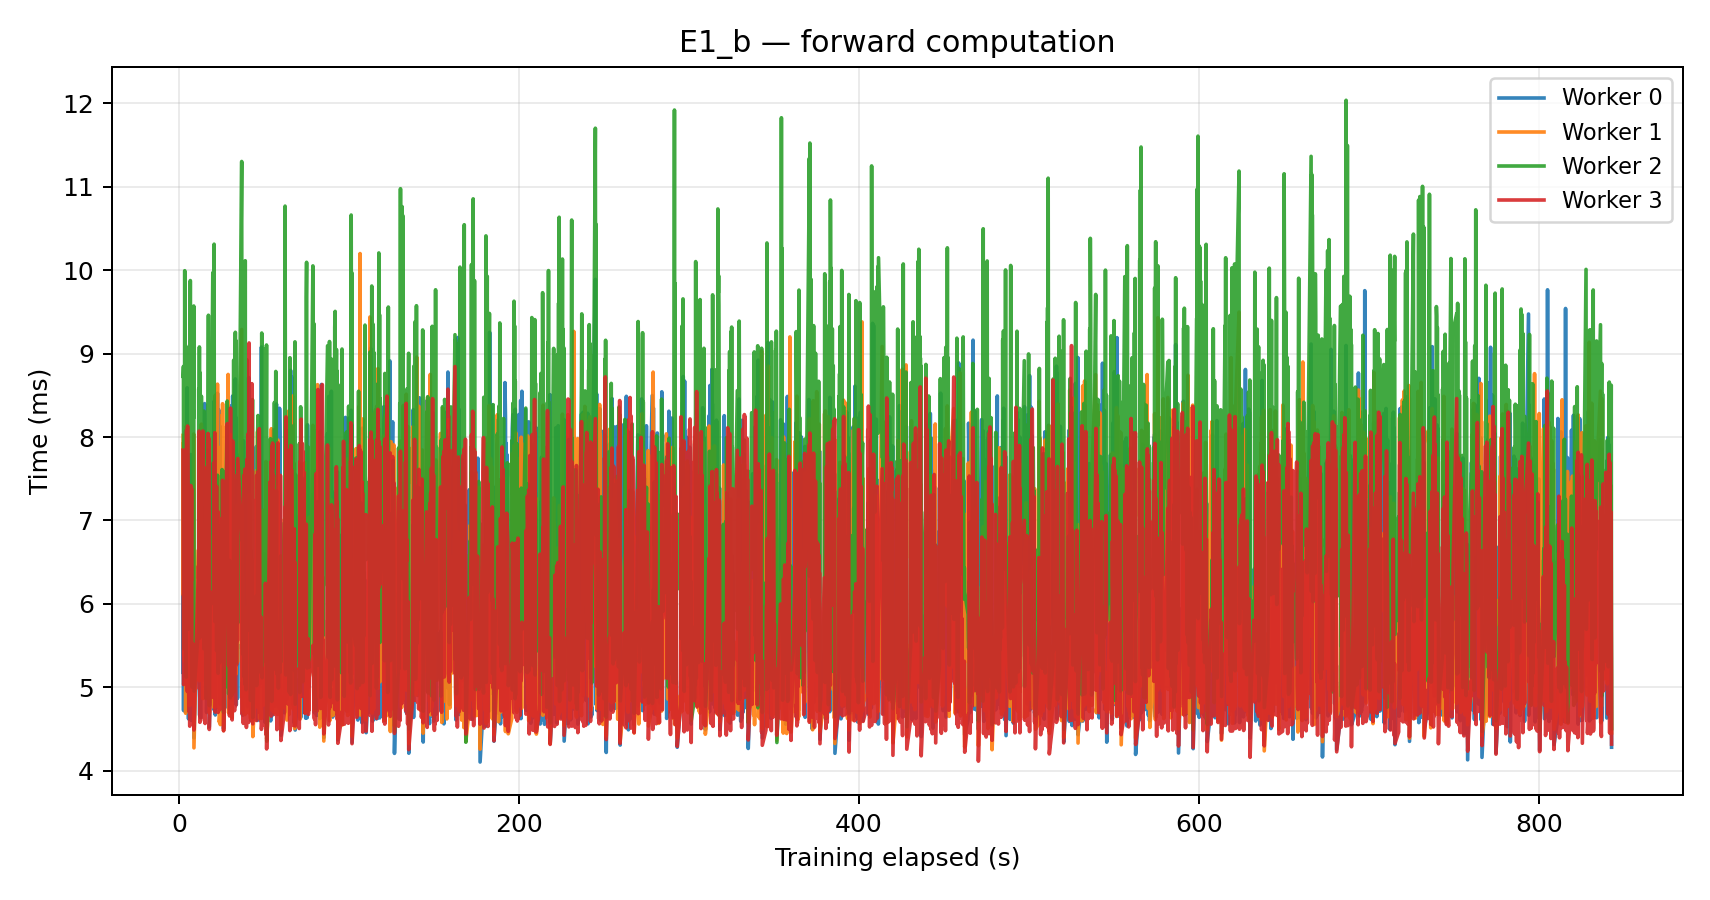 E1_b — forward computation
Time (ms)
12
11
10
9
8
7
6
5
4
Worker 0
Worker 1
Worker 2
Worker 3
0
200
400
600
800
Training elapsed (s)